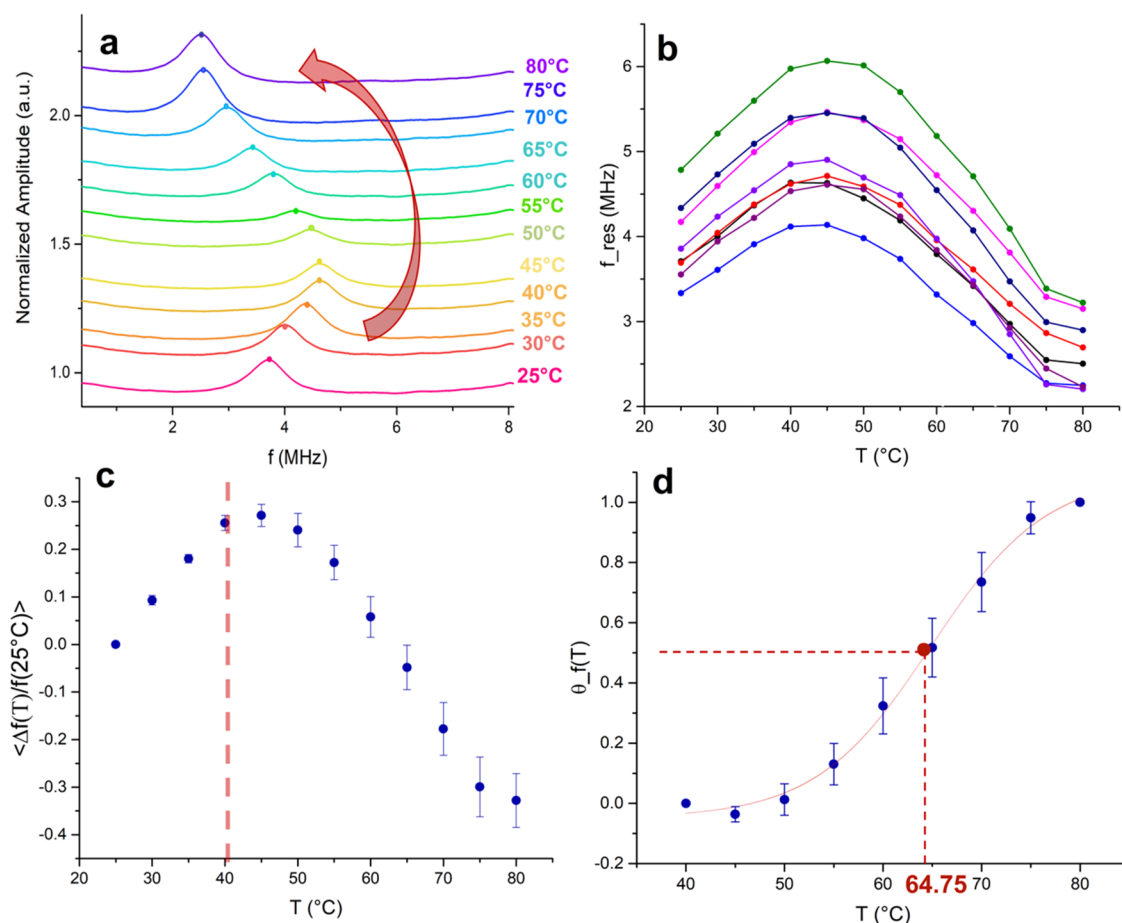 a
Normalized Amplitude (a.u.)
2.0
1.5
1.0
80°C
75°C
70°C
65°C
60°C
55°C
50°C
45°C
40°C
35°C
30°C
25°C
2 4 6 8
f (MHz)
b
f_res (MHz)
6
5
4
3
2
20 30 40 50 60 70 80
T (°C)
c
<Δf(T)/f(25°C)>
0.3
0.2
0.1
0.0
-0.1
-0.2
-0.3
-0.4
20 30 40 50 60 70 80
T (°C)
d
θ_f(T)
1.0
0.8
0.6
0.4
0.2
0.0
-0.2
40 50 60 64.75 70 80
T (°C)